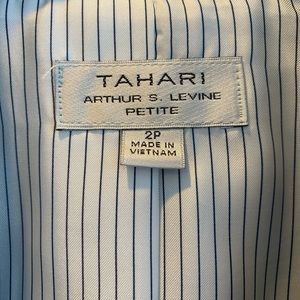 TAHARI
ARTHUR S. LEVINE
PETITE
2P
MADE IN
VIETNAM